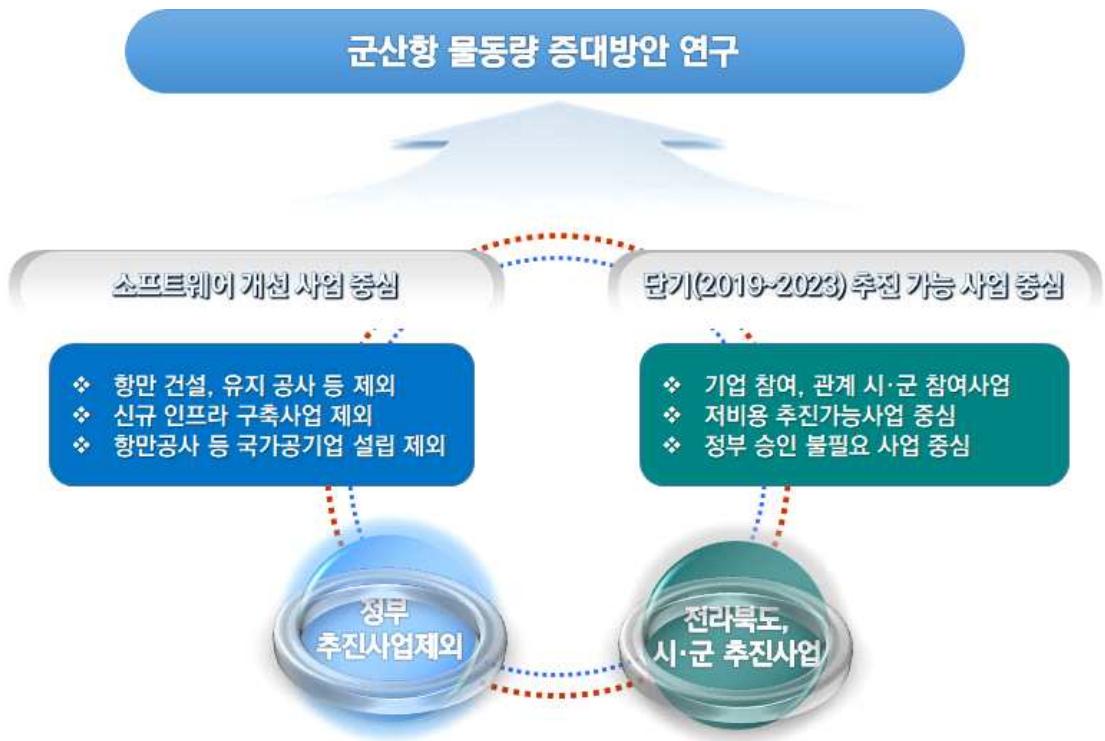 군산항 물동량 증대방안 연구
소프트웨어 개선 사업 중심
❖ 항만 건설, 유지 공사 등 제외
❖ 신규 인프라 구축사업 제외
❖ 항만공사 등 국가공기업 설립 제외
단기(2019~2023) 추진 가능 사업 중심
❖ 기업 참여, 관계 시·군 참여사업
❖ 저비용 추진가능사업 중심
❖ 정부 승인 불필요 사업 중심
정부
추진사업제외
전라북도,
시·군 추진사업